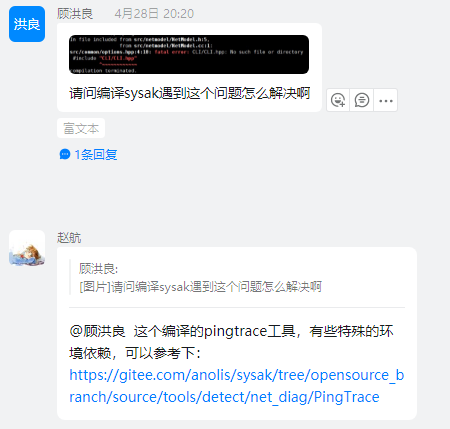 洪良
顾洪良 4月28日 20:20
In file included from src/netmodel/NetModel.h:5,
from src/netmodel/NetModel.cc:1:
src/common/options.hpp:4:10: fatal error: CLI/CLI.hpp: No such file or directory
#include "CLI/CLI.hpp"
compilation terminated.
请问编译sysak遇到这个问题怎么解决啊
富文本
1条回复
赵航
顾洪良:
[图片]请问编译sysak遇到这个问题怎么解决啊
@顾洪良 这个编译的pingtrace工具，有些特殊的环
境依赖，可以参考下：
https://gitee.com/anolis/sysak/tree/opensource_b
ranch/source/tools/detect/net_diag/PingTrace